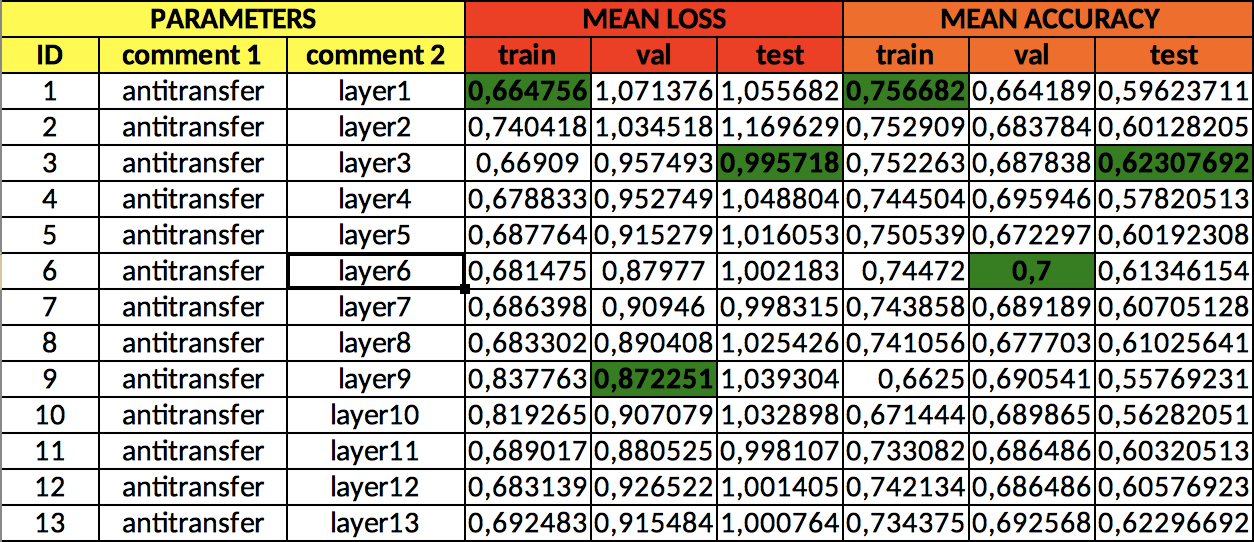 PARAMETERS MEAN LOSS MEAN ACCURACY
ID comment 1 comment 2 train val test train val test
1 antitransfer layer1 0,664756 1,071376 1,055682 0,756682 0,664189 0,59623711
2 antitransfer layer2 0,740418 1,034518 1,169629 0,752909 0,683784 0,60128205
3 antitransfer layer3 0,66909 0,957493 0,995718 0,752263 0,687838 0,62307692
4 antitransfer layer4 0,678833 0,952749 1,048804 0,744504 0,695946 0,57820513
5 antitransfer layer5 0,687764 0,915279 1,016053 0,750539 0,672297 0,60192308
6 antitransfer layer6 0,681475 0,87977 1,002183 0,74472 0,7 0,61346154
7 antitransfer layer7 0,686398 0,90946 0,998315 0,743858 0,689189 0,60705128
8 antitransfer layer8 0,683302 0,890408 1,025426 0,741056 0,677703 0,61025641
9 antitransfer layer9 0,837763 0,872251 1,039304 0,6625 0,690541 0,55769231
10 antitransfer layer10 0,819265 0,907079 1,032898 0,671444 0,689865 0,56282051
11 antitransfer layer11 0,689017 0,880525 0,998107 0,733082 0,686486 0,60320513
12 antitransfer layer12 0,683139 0,926522 1,001405 0,742134 0,686486 0,60576923
13 antitransfer layer13 0,692483 0,915484 1,000764 0,734375 0,692568 0,62296692